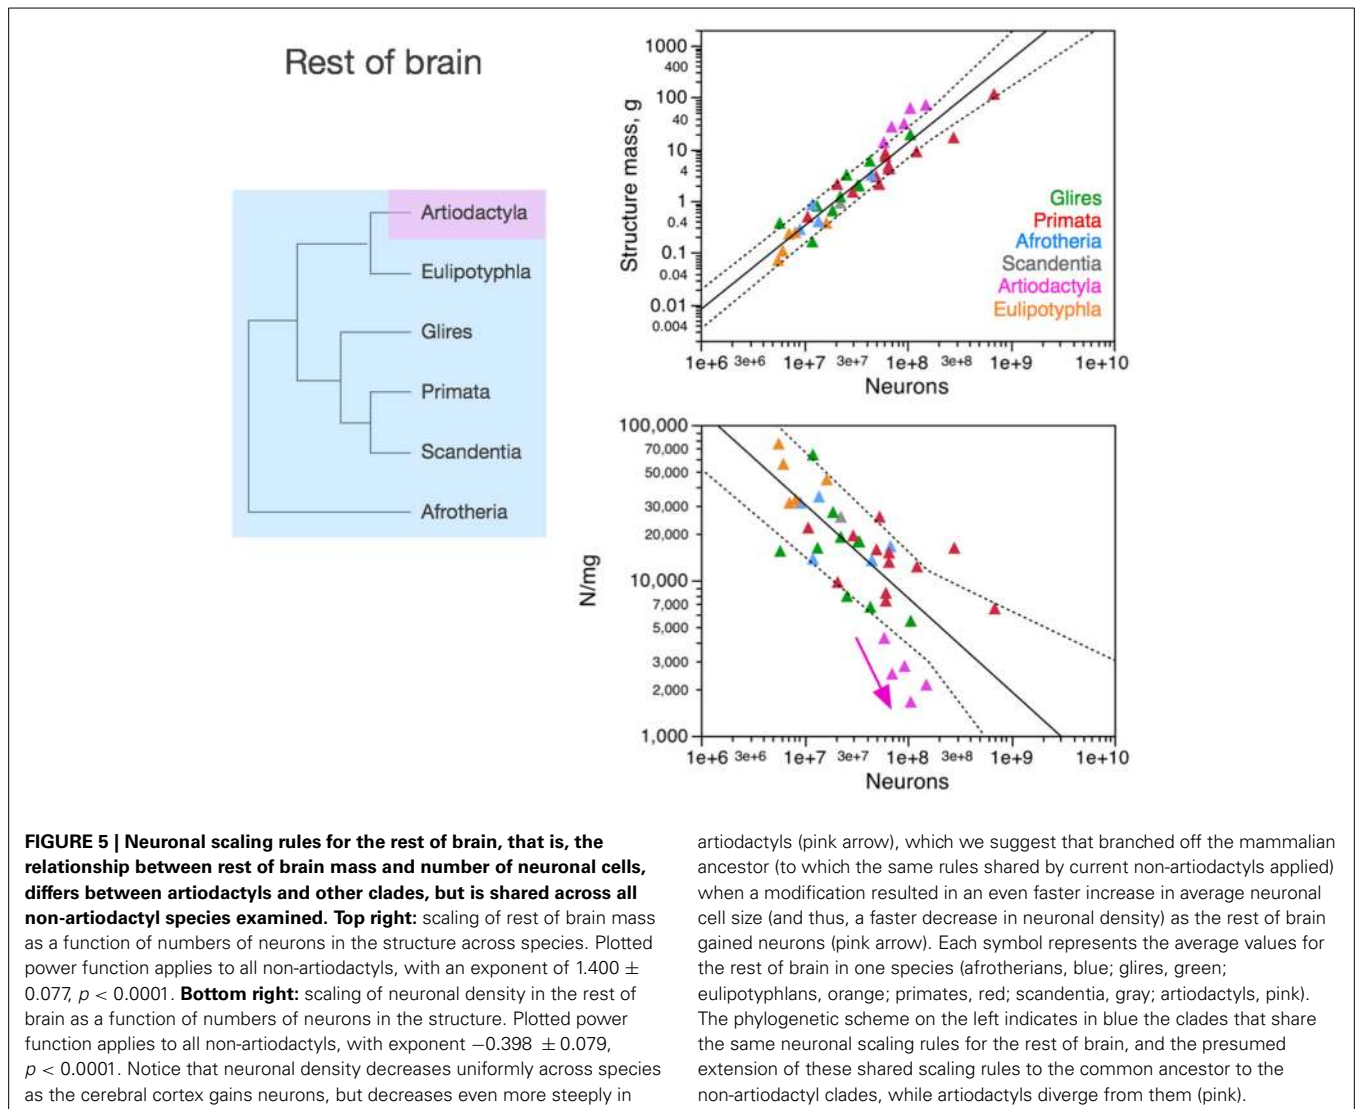 Rest of brain
Artiodactyla
Eulipotyphla
Glires
Primata
Scandentia
Afrotheria
Structure mass, g
1000
400
100
40
10
4
1
0.4
0.1
0.04
0.01
0.004
Glires
Primata
Afrotheria
Scandentia
Artiodactyla
Eulipotyphla
1e+6 3e+6 1e+7 3e+7 1e+8 3e+8 1e+9 1e+10
Neurons
N/mg
100,000
70,000
50,000
30,000
20,000
10,000
7,000
5,000
3,000
2,000
1,000
1e+6 3e+6 1e+7 3e+7 1e+8 3e+8 1e+9 1e+10
Neurons
FIGURE 5 | Neuronal scaling rules for the rest of brain, that is, the
relationship between rest of brain mass and number of neuronal cells,
differs between artiodactyls and other clades, but is shared across all
non-artiodactyl species examined. Top right: scaling of rest of brain mass
as a function of numbers of neurons in the structure across species. Plotted
power function applies to all non-artiodactyls, with an exponent of 1.400 ±
0.077, p < 0.0001. Bottom right: scaling of neuronal density in the rest of
brain as a function of numbers of neurons in the structure. Plotted power
function applies to all non-artiodactyls, with exponent −0.398 ± 0.079,
p < 0.0001. Notice that neuronal density decreases uniformly across species
as the cerebral cortex gains neurons, but decreases even more steeply in
artiodactyls (pink arrow), which we suggest that branched off the mammalian
ancestor (to which the same rules shared by current non-artiodactyls applied)
when a modification resulted in an even faster increase in average neuronal
cell size (and thus, a faster decrease in neuronal density) as the rest of brain
gained neurons (pink arrow). Each symbol represents the average values for
the rest of brain in one species (afrotherians, blue; glires, green;
eulipotyphlans, orange; primates, red; scandentia, gray; artiodactyls, pink).
The phylogenetic scheme on the left indicates in blue the clades that share
the same neuronal scaling rules for the rest of brain, and the presumed
extension of these shared scaling rules to the common ancestor to the
non-artiodactyl clades, while artiodactyls diverge from them (pink).